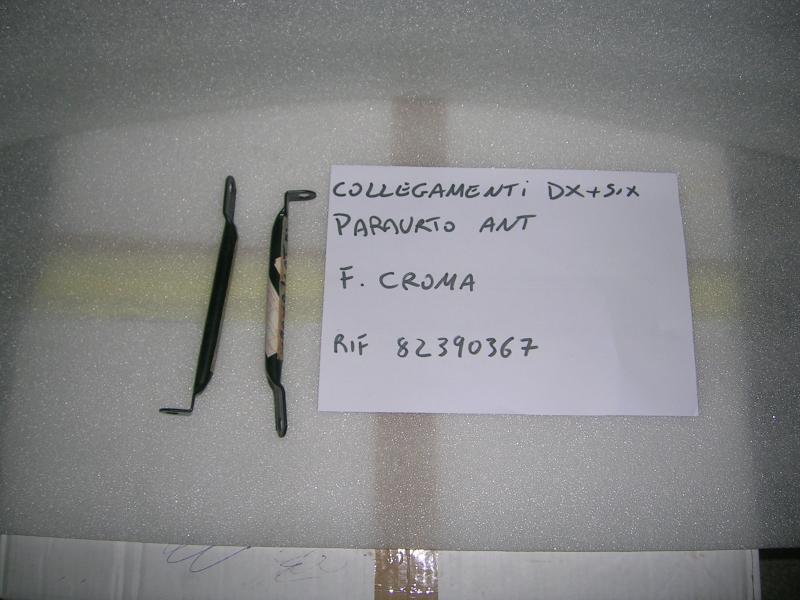 COLLEGAMENTi DX+Six
PARAURTO ANT
F. CROMA
RIF 82390367